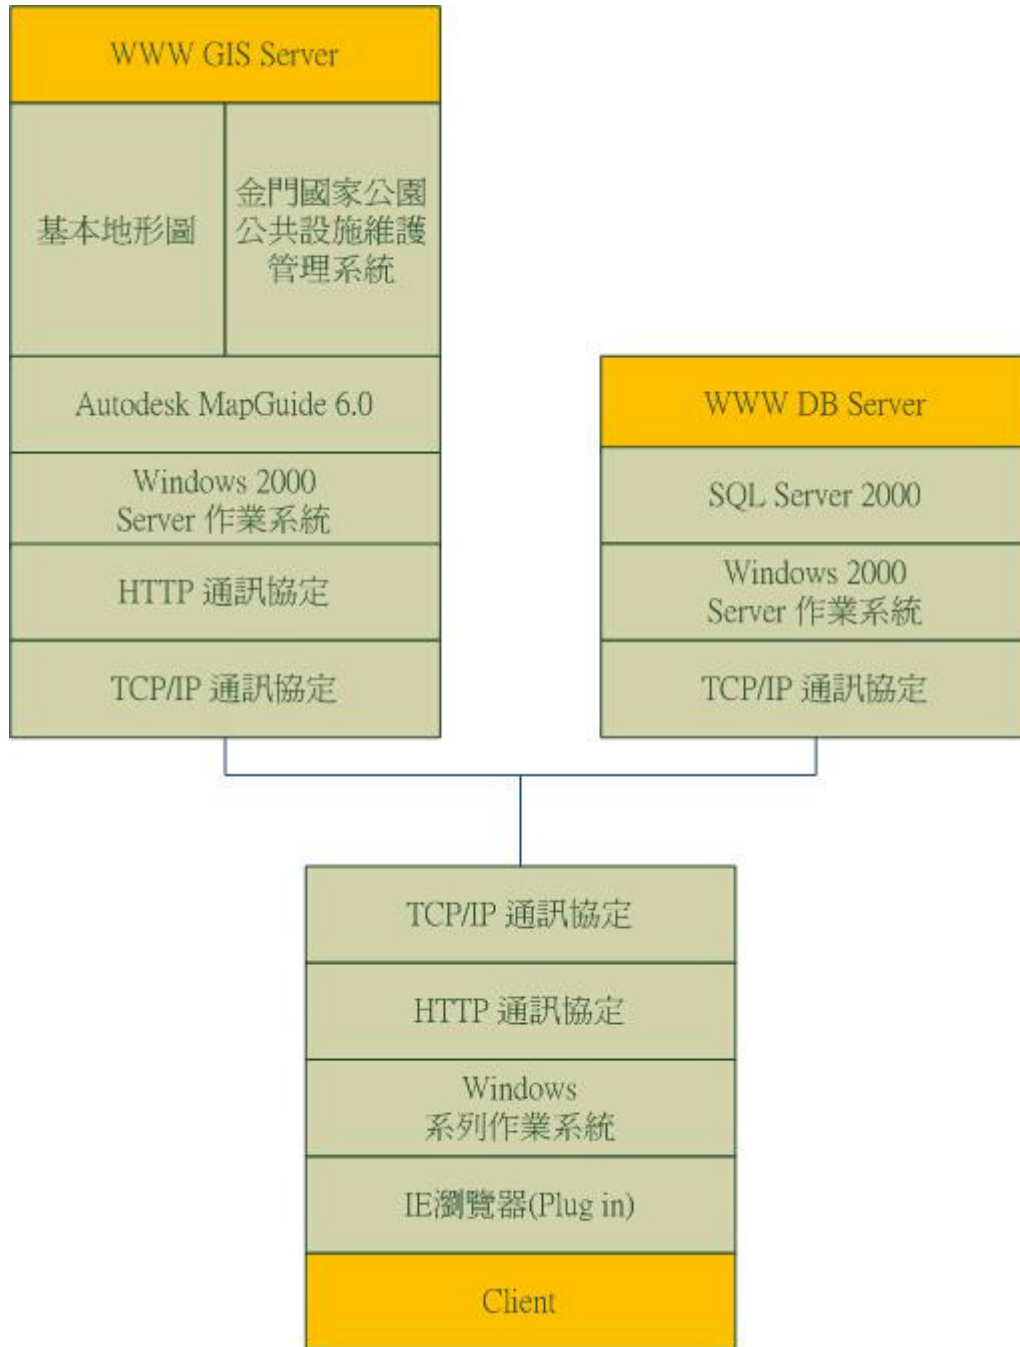 WWW GIS Server
基本地形圖
金門國家公園
公共設施維護
管理系統
Autodesk MapGuide 6.0
Windows 2000
Server 作業系統
HTTP 通訊協定
TCP/IP 通訊協定
WWW DB Server
SQL Server 2000
Windows 2000
Server 作業系統
TCP/IP 通訊協定
TCP/IP 通訊協定
HTTP 通訊協定
Windows
系列作業系統
IE瀏覽器(Plug in)
Client